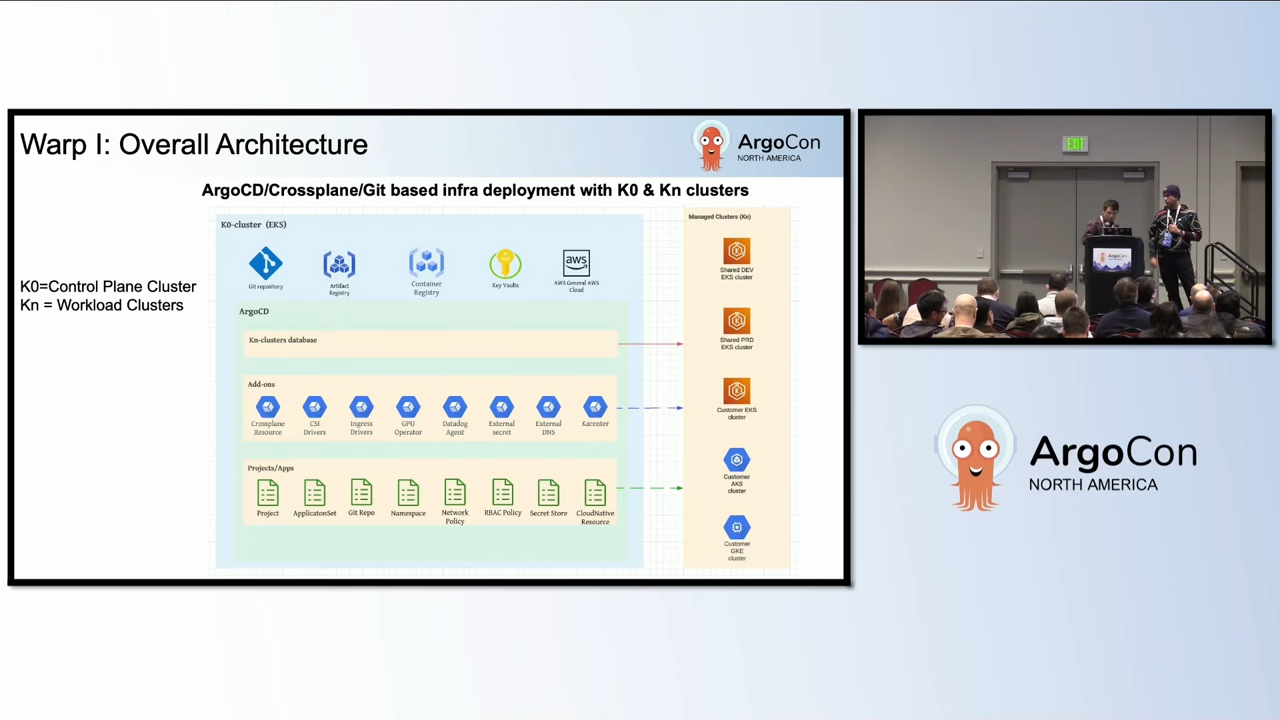 Warp I: Overall Architecture
ArgoCon
NORTH AMERICA
ArgoCD/Crossplane/Git based infra deployment with K0 & Kn clusters
K0=Control Plane Cluster
Kn = Workload Clusters
K0-cluster (EKS)
Git repository
Artifact
Registry
Container
Registry
Key Vaults
aws
AWS General AWS
Cloud
ArgoCD
Kn-clusters database
Add-ons
Crossplane
Resource
CSI
Drivers
Ingress
Drivers
GPU
Operator
Datadog
Agent
External
secret
External
DNS
Karenter
Projects/Apps
Project
ApplicatonSet
Git Repo
Namespace
Network
Policy
RBAC Policy
Secret Store
CloudNative
Resource
Managed Clusters (Kn)
Shared DEV
EKS cluster
Shared PRD
EKS cluster
Customer EKS
cluster
Customer
AKS
cluster
Customer
GKE
cluster
EXIT
ArgoCon
NORTH AMERICA